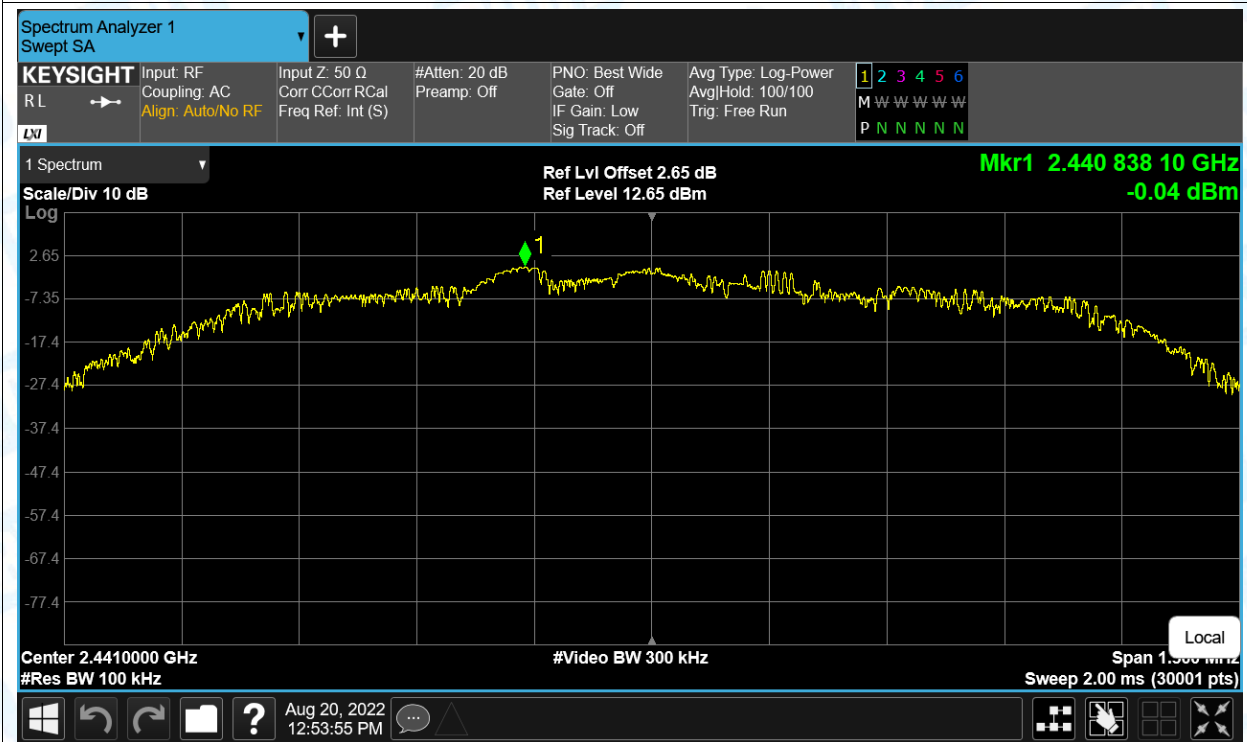 Spectrum Analyzer 1
Swept SA
KEYSIGHT
R L
LXI
Input: RF
Coupling: AC
Align: Auto/No RF
Input Z: 50 Ω
Corr CCorr RCal
Freq Ref: Int (S)
#Atten: 20 dB
Preamp: Off
PNO: Best Wide
Gate: Off
IF Gain: Low
Sig Track: Off
Avg Type: Log-Power
Avg|Hold: 100/100
Trig: Free Run
1 2 3 4 5 6
M W W W W W
P N N N N N
1 Spectrum
Scale/Div 10 dB
Log
Ref Lvl Offset 2.65 dB
Ref Level 12.65 dBm
Mkr1 2.440 838 10 GHz
-0.04 dBm
1
2.65
-7.35
-17.4
-27.4
-37.4
-47.4
-57.4
-67.4
-77.4
Local
Center 2.4410000 GHz
#Video BW 300 kHz
Span
#Res BW 100 kHz
Sweep 2.00 ms (30001 pts)
?
Aug 20, 2022
12:53:55 PM